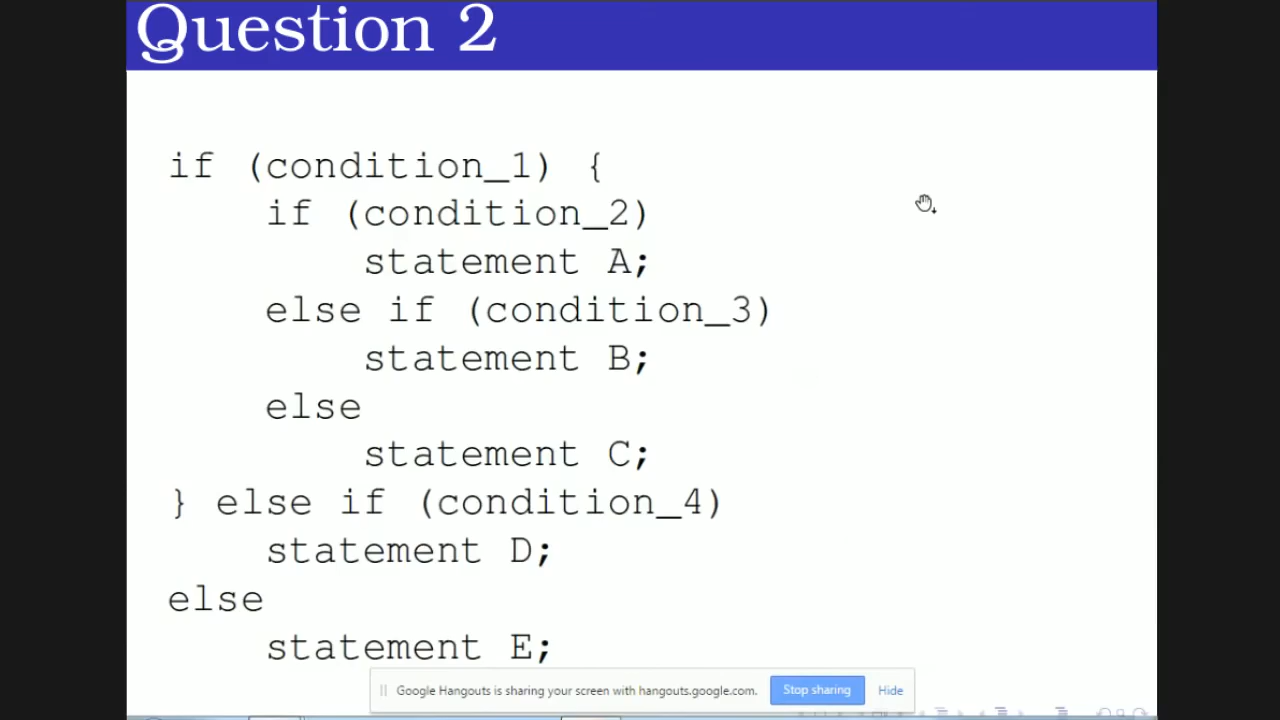 Question 2
if (condition_1) {
if (condition_2)
statement A;
else if (condition_3)
statement B;
else
statement C;
} else if (condition_4)
statement D;
else
statement E;
Google Hangouts is sharing your screen with hangouts.google.com. Stop sharing Hide